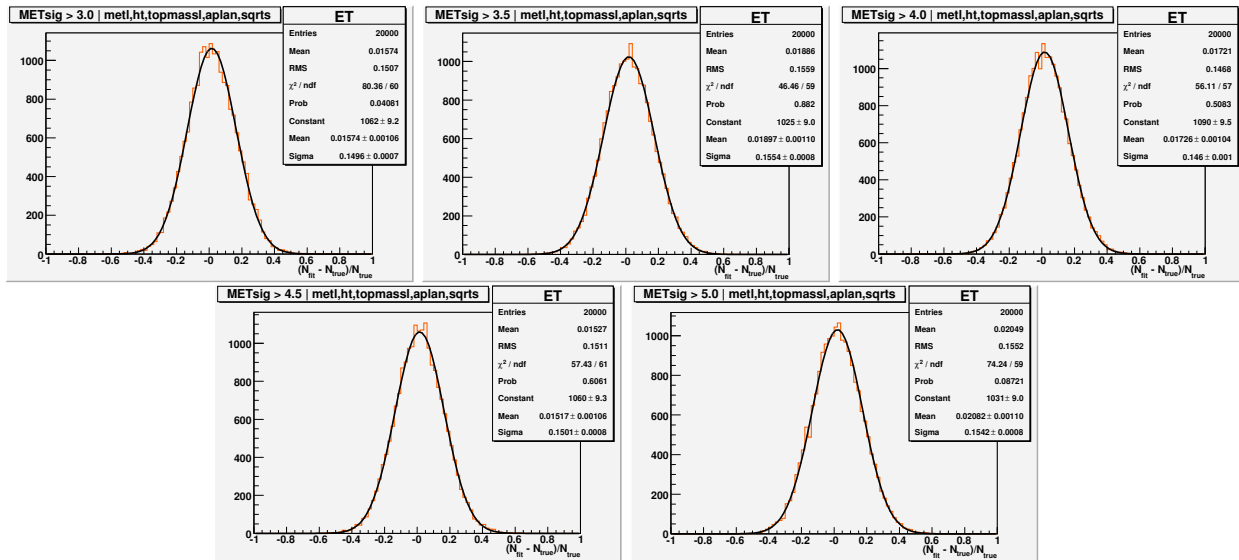 METsig > 3.0 | metl,ht,topmassl,aplan,sqrts
ET
Entries 20000
Mean 0.01574
RMS 0.1507
χ² / ndf 80.36 / 60
Prob 0.04081
Constant 1062 ± 9.2
Mean 0.01574 ± 0.00106
Sigma 0.1496 ± 0.0007
1000
800
600
400
200
0
-1 -0.8 -0.6 -0.4 -0.2 -0 0.2 0.4 0.6 0.8 1
(N_fit - N_true)/N_true
METsig > 3.5 | metl,ht,topmassl,aplan,sqrts
ET
Entries 20000
Mean 0.01886
RMS 0.1559
χ² / ndf 46.46 / 59
Prob 0.882
Constant 1025 ± 9.0
Mean 0.01897 ± 0.00110
Sigma 0.1554 ± 0.0008
1000
800
600
400
200
0
-1 -0.8 -0.6 -0.4 -0.2 -0 0.2 0.4 0.6 0.8 1
(N_fit - N_true)/N_true
METsig > 4.0 | metl,ht,topmassl,aplan,sqrts
ET
Entries 20000
Mean 0.01721
RMS 0.1468
χ² / ndf 56.11 / 57
Prob 0.5083
Constant 1090 ± 9.5
Mean 0.01726 ± 0.00104
Sigma 0.146 ± 0.001
1000
800
600
400
200
0
-1 -0.8 -0.6 -0.4 -0.2 -0 0.2 0.4 0.6 0.8 1
(N_fit - N_true)/N_true
METsig > 4.5 | metl,ht,topmassl,aplan,sqrts
ET
Entries 20000
Mean 0.01527
RMS 0.1511
χ² / ndf 57.43 / 61
Prob 0.6061
Constant 1060 ± 9.3
Mean 0.01517 ± 0.00106
Sigma 0.1501 ± 0.0008
1000
800
600
400
200
0
-1 -0.8 -0.6 -0.4 -0.2 -0 0.2 0.4 0.6 0.8 1
(N_fit - N_true)/N_true
METsig > 5.0 | metl,ht,topmassl,aplan,sqrts
ET
Entries 20000
Mean 0.02049
RMS 0.1552
χ² / ndf 74.24 / 59
Prob 0.08721
Constant 1031 ± 9.0
Mean 0.02082 ± 0.00110
Sigma 0.1542 ± 0.0008
1000
800
600
400
200
0
-1 -0.8 -0.6 -0.4 -0.2 -0 0.2 0.4 0.6 0.8 1
(N_fit - N_true)/N_true